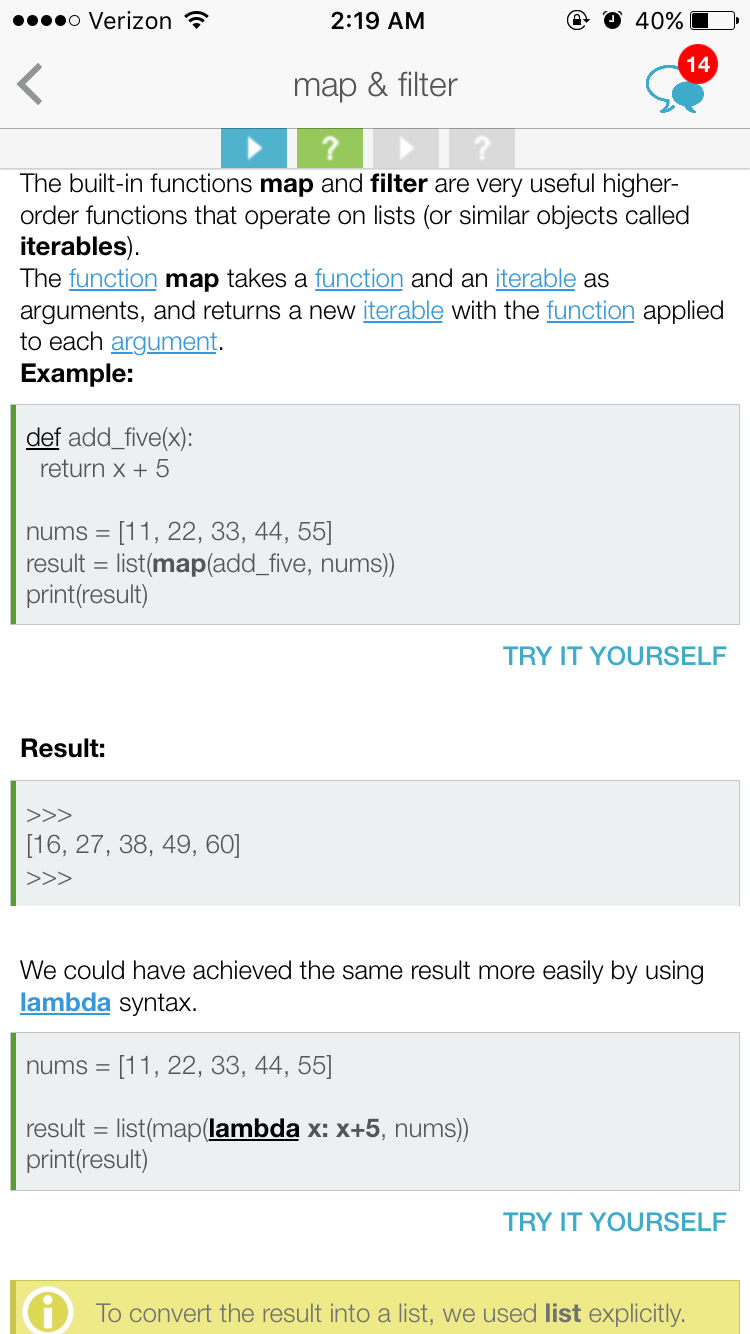 Verizon 2:19 AM 40%
map & filter 14
?
?
The built-in functions map and filter are very useful higher-
order functions that operate on lists (or similar objects called
iterables).
The function map takes a function and an iterable as
arguments, and returns a new iterable with the function applied
to each argument.
Example:
def add_five(x):
return x + 5
nums = [11, 22, 33, 44, 55]
result = list(map(add_five, nums))
print(result)
TRY IT YOURSELF
Result:
>>>
[16, 27, 38, 49, 60]
>>>
We could have achieved the same result more easily by using
lambda syntax.
nums = [11, 22, 33, 44, 55]
result = list(map(lambda x: x+5, nums))
print(result)
TRY IT YOURSELF
To convert the result into a list, we used list explicitly.